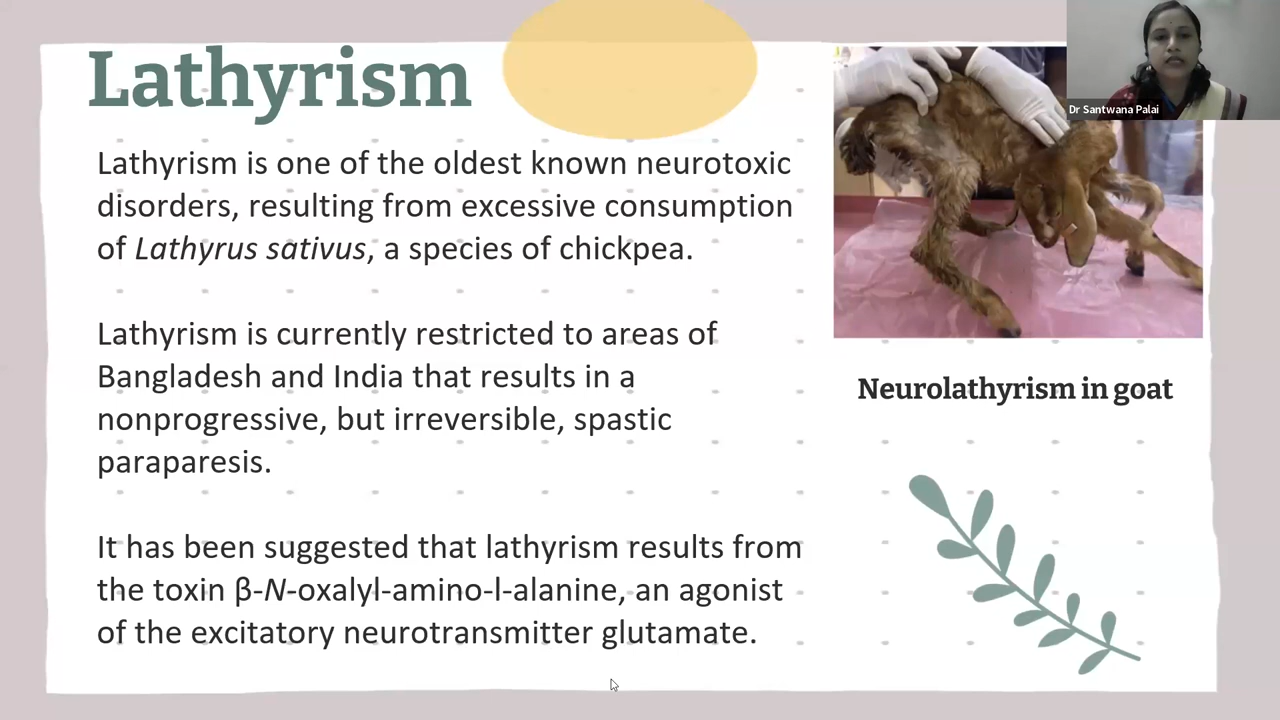 Lathyrism
Lathyrism is one of the oldest known neurotoxic
disorders, resulting from excessive consumption
of Lathyrus sativus, a species of chickpea.
Lathyrism is currently restricted to areas of
Bangladesh and India that results in a
nonprogressive, but irreversible, spastic
paraparesis.
It has been suggested that lathyrism results from
the toxin β-N-oxalyl-amino-l-alanine, an agonist
of the excitatory neurotransmitter glutamate.
Dr Santwana Palai
Neurolathyrism in goat